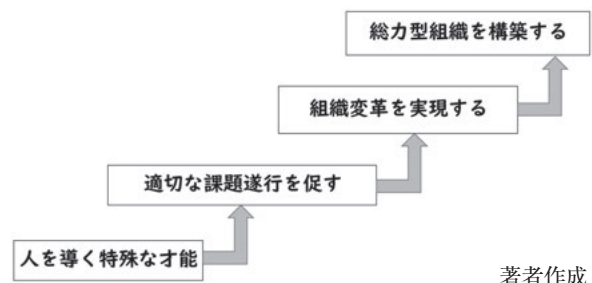 総力型組織を構築する
組織変革を実現する
適切な課題遂行を促す
人を導く特殊な才能
著者作成